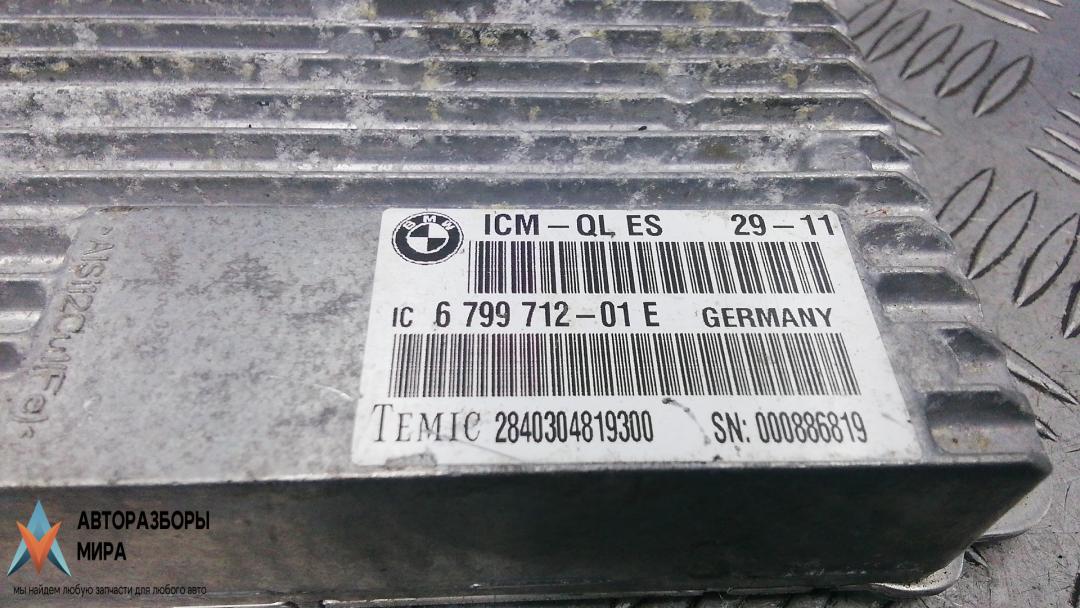 BMW
ICM – QL, ES 29 – 11
IC 6 799 712 – 01 E GERMANY
TEMIC 2840304819300 SN: 000886819
АВТОРАЗБОРЫ
МИРА
мы найдем любую запчасти для любого авто